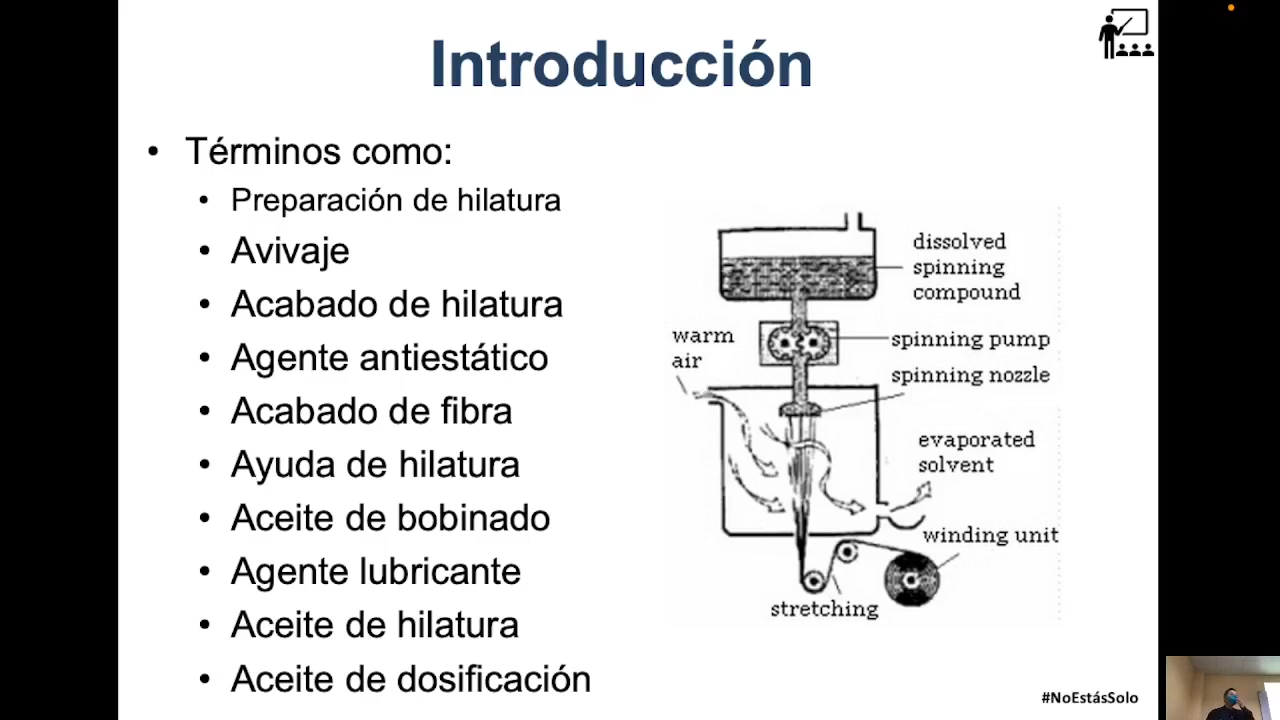 Introducción
• Términos como:
• Preparación de hilatura
• Avivaje
• Acabado de hilatura
• Agente antiestático
• Acabado de fibra
• Ayuda de hilatura
• Aceite de bobinado
• Agente lubricante
• Aceite de hilatura
• Aceite de dosificación
dissolved
spinning
compound
warm
air
spinning pump
spinning nozzle
evaporated
solvent
winding unit
stretching
#NoEstásSolo